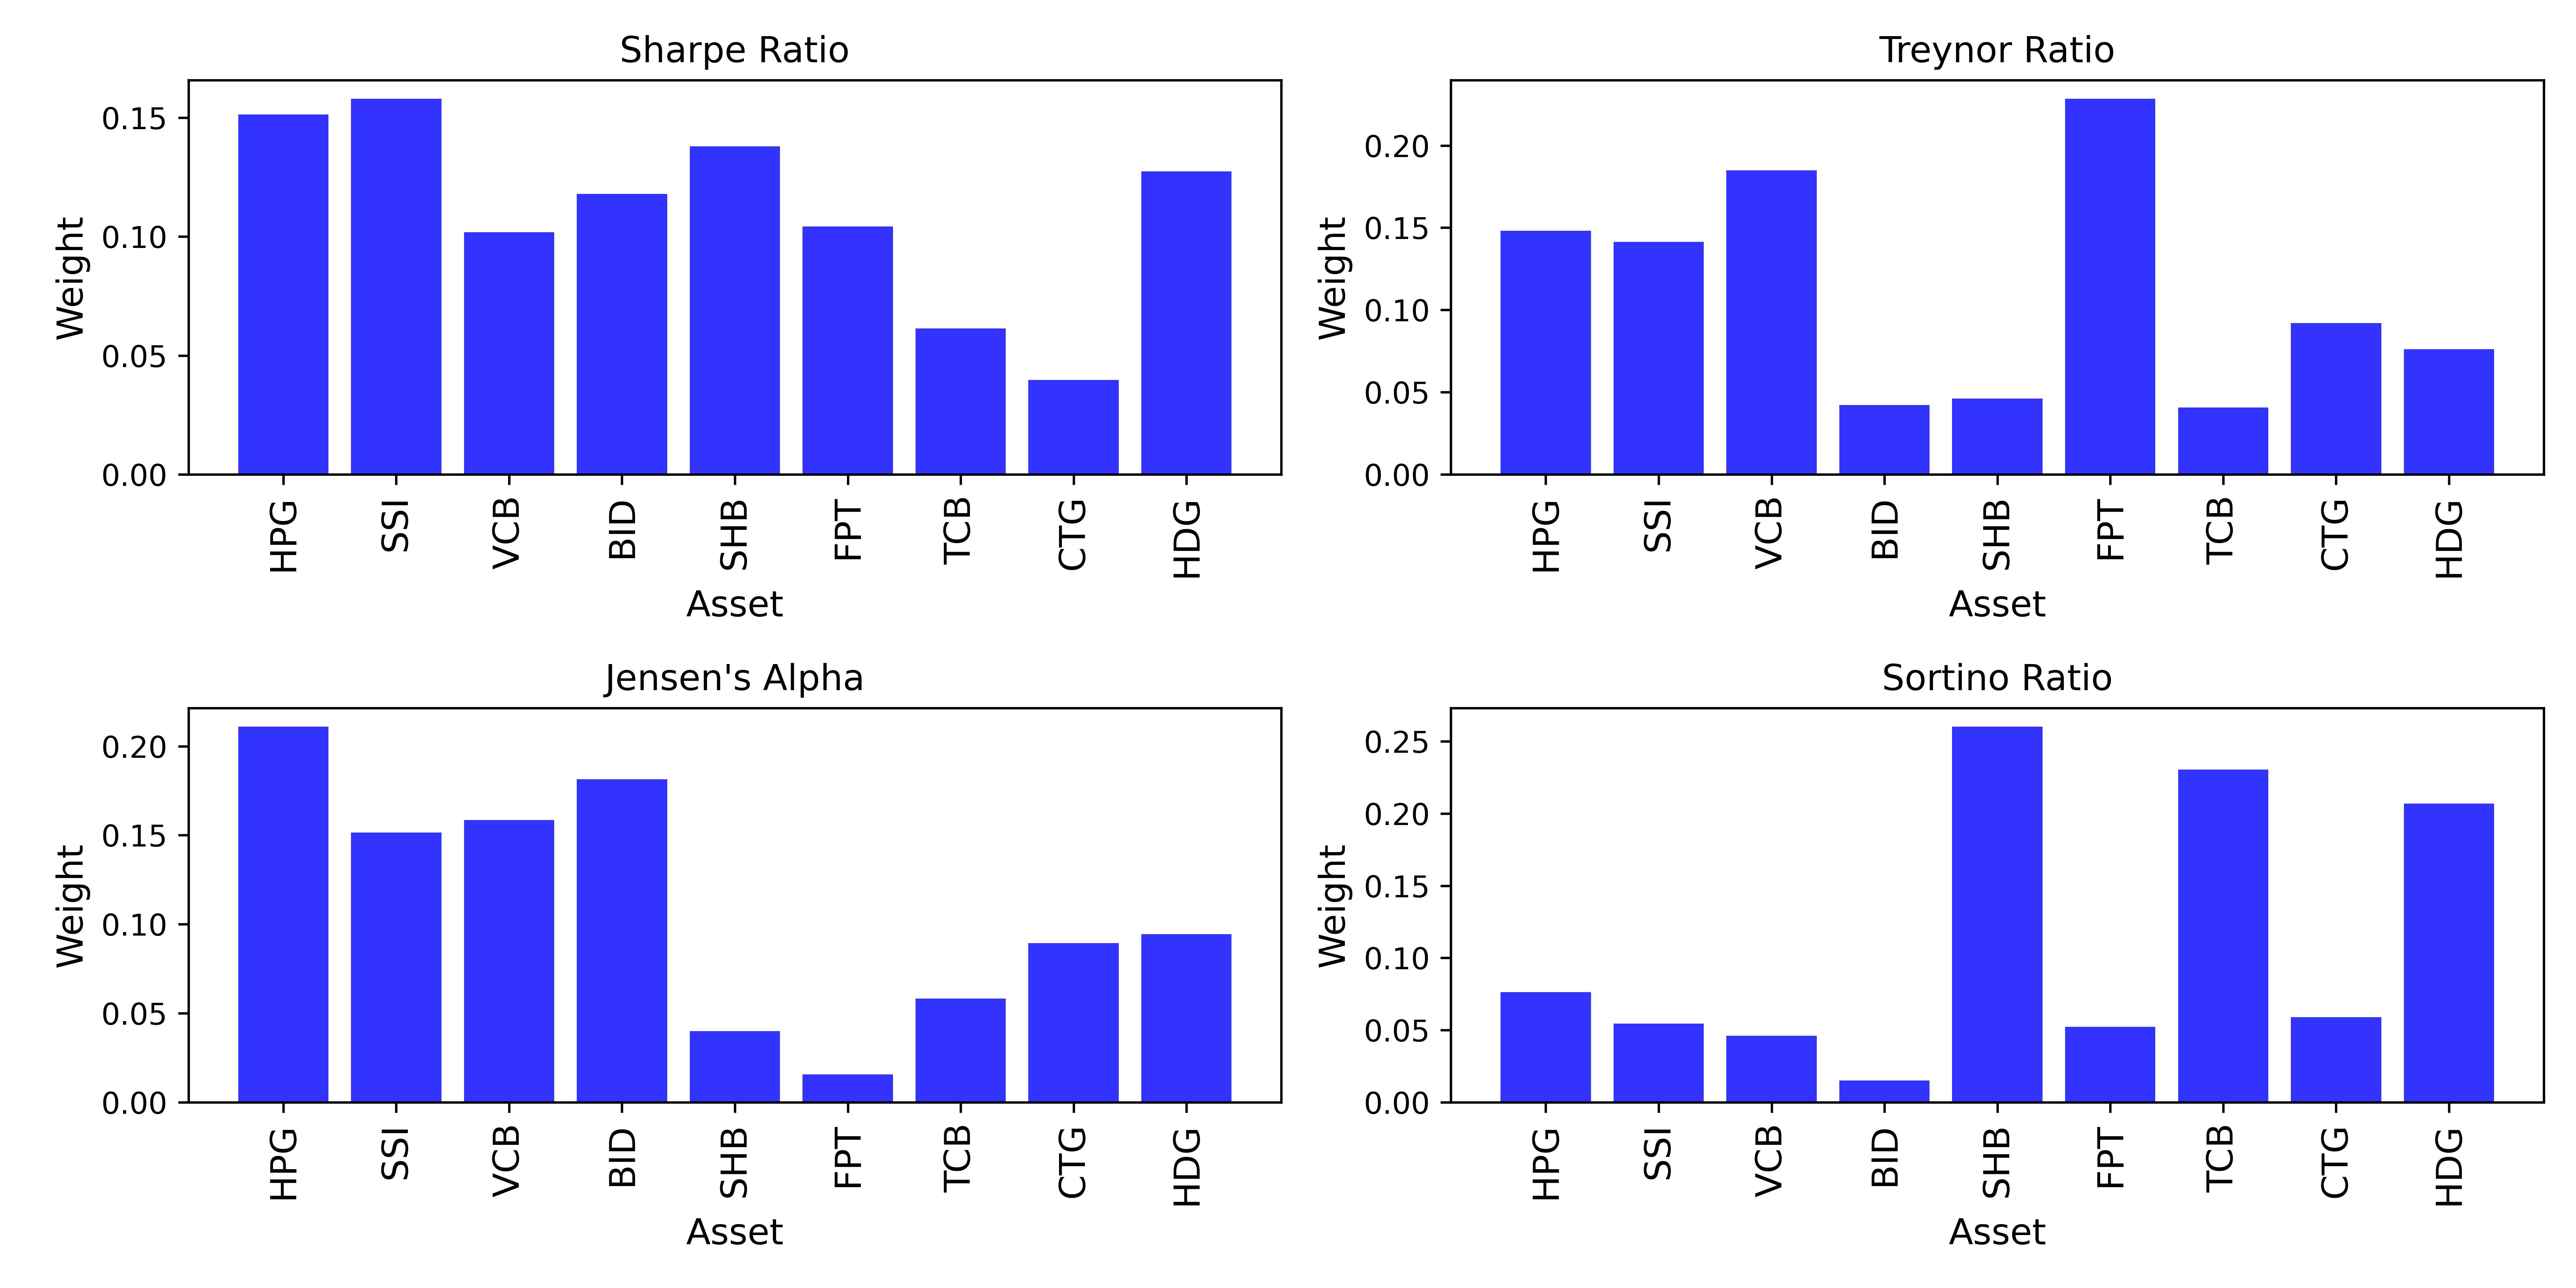 Sharpe Ratio
Weight
0.15
0.10
0.05
0.00
HPG
SSI
VCB
BID
SHB
FPT
TCB
CTG
HDG
Asset
Treynor Ratio
Weight
0.20
0.15
0.10
0.05
0.00
HPG
SSI
VCB
BID
SHB
FPT
TCB
CTG
HDG
Asset
Jensen's Alpha
Weight
0.20
0.15
0.10
0.05
0.00
HPG
SSI
VCB
BID
SHB
FPT
TCB
CTG
HDG
Asset
Sortino Ratio
Weight
0.25
0.20
0.15
0.10
0.05
0.00
HPG
SSI
VCB
BID
SHB
FPT
TCB
CTG
HDG
Asset